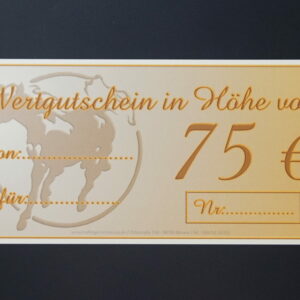 Wertgutschein in Höhe vo
on:..................
75 €
für:.................
Nr:..............